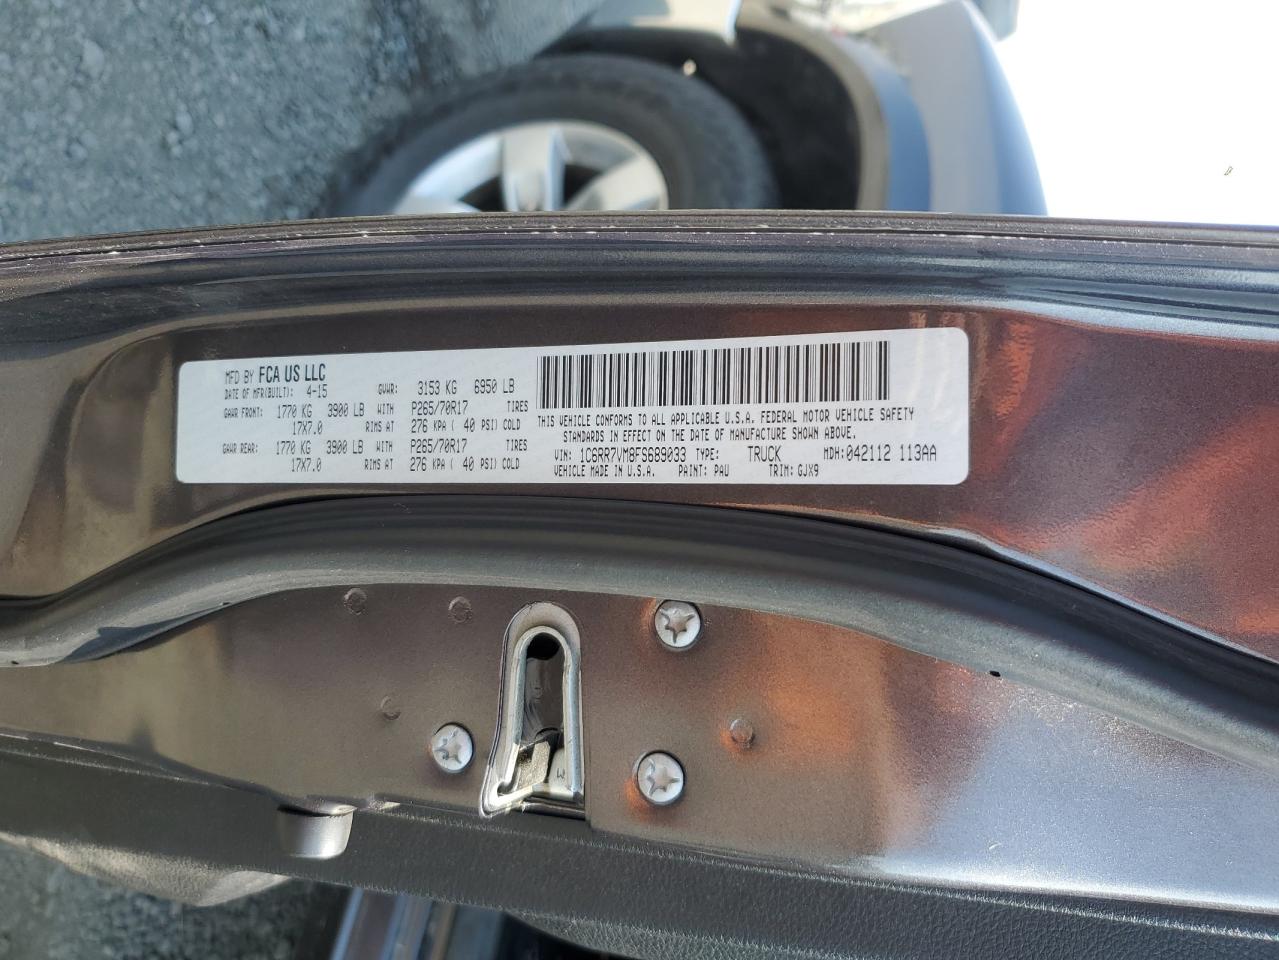 MFD BY FCA US LLC
DATE OF MFR(BUILT): 4-15 GVWR: 3153 KG 6950 LB
GAWR FRONT: 1770 KG 3900 LB WITH P265/70R17 TIRES
17X7.0 RIMS AT 276 KPA ( 40 PSI) COLD
GAWR REAR: 1770 KG 3900 LB WITH P265/70R17 TIRES
17X7.0 RIMS AT 276 KPA ( 40 PSI) COLD
THIS VEHICLE CONFORMS TO ALL APPLICABLE U.S.A. FEDERAL MOTOR VEHICLE SAFETY
STANDARDS IN EFFECT ON THE DATE OF MANUFACTURE SHOWN ABOVE.
VIN: 1C6RR7VM8FS689033 TYPE: TRUCK MDH:042112 113AA
VEHICLE MADE IN U.S.A. PAINT: PAU TRIM: GJX9